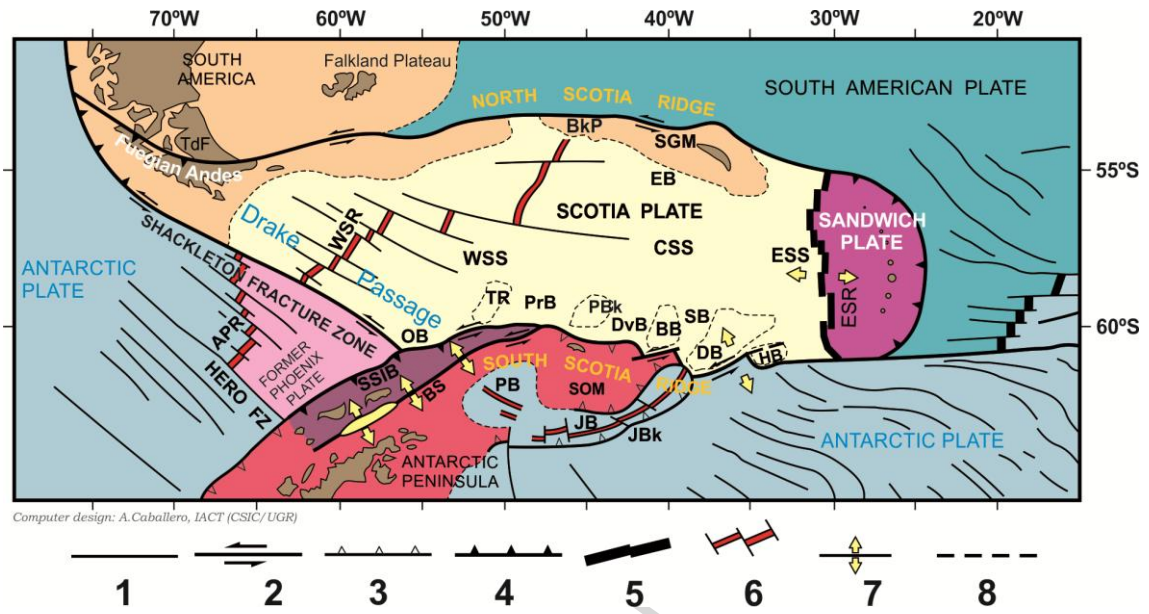 70ºW 60ºW 50ºW 40ºW 30ºW 20ºW
SOUTH
AMERICA
Falkland Plateau
SOUTH AMERICAN PLATE
NORTH SCOTIA RIDGE
BkP
SGM
TdF
Fuegian Andes
55ºS
EB
SCOTIA PLATE
SANDWICH
PLATE
Drake
Passage
WSR
WSS
CSS
ESS
ESR
SHACKLETON FRACTURE ZONE
ANTARCTIC
PLATE
APR
HERO FZ
FORMER
PHOENIX
PLATE
TR
PrB
PBk
DvB
BB
SB
DB
HB
60ºS
OB
SSIB
BS
SOUTH SCOTIA RIDGE
PB
SOM
JB
JBk
ANTARCTIC
PENINSULA
ANTARCTIC PLATE
Computer design: A.Caballero, IACT (CSIC/UGR)
1 2 3 4 5 6 7 8